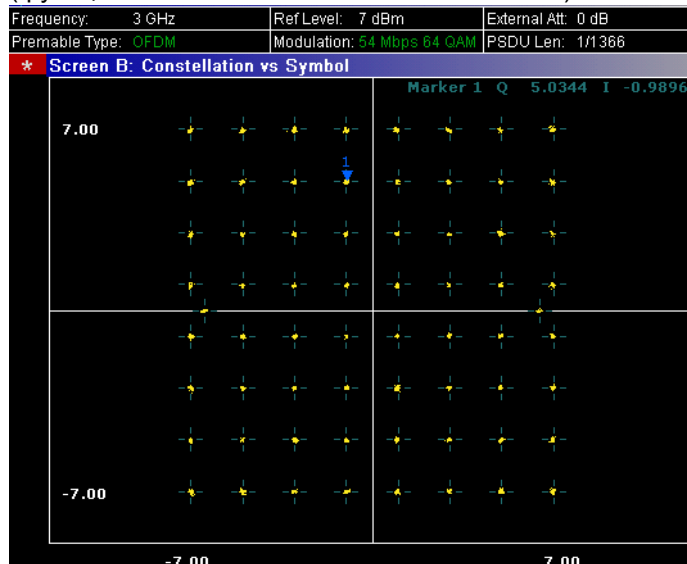 Frequency: 3 GHz Ref Level: 7 dBm External Att: 0 dB
Premable Type: OFDM Modulation: 54 Mbps 64 QAM PSDU Len: 1/1366
* Screen B: Constellation vs Symbol
Marker 1 Q 5.0344 I -0.9896
7.00
1
-7.00
-7.00 7.00